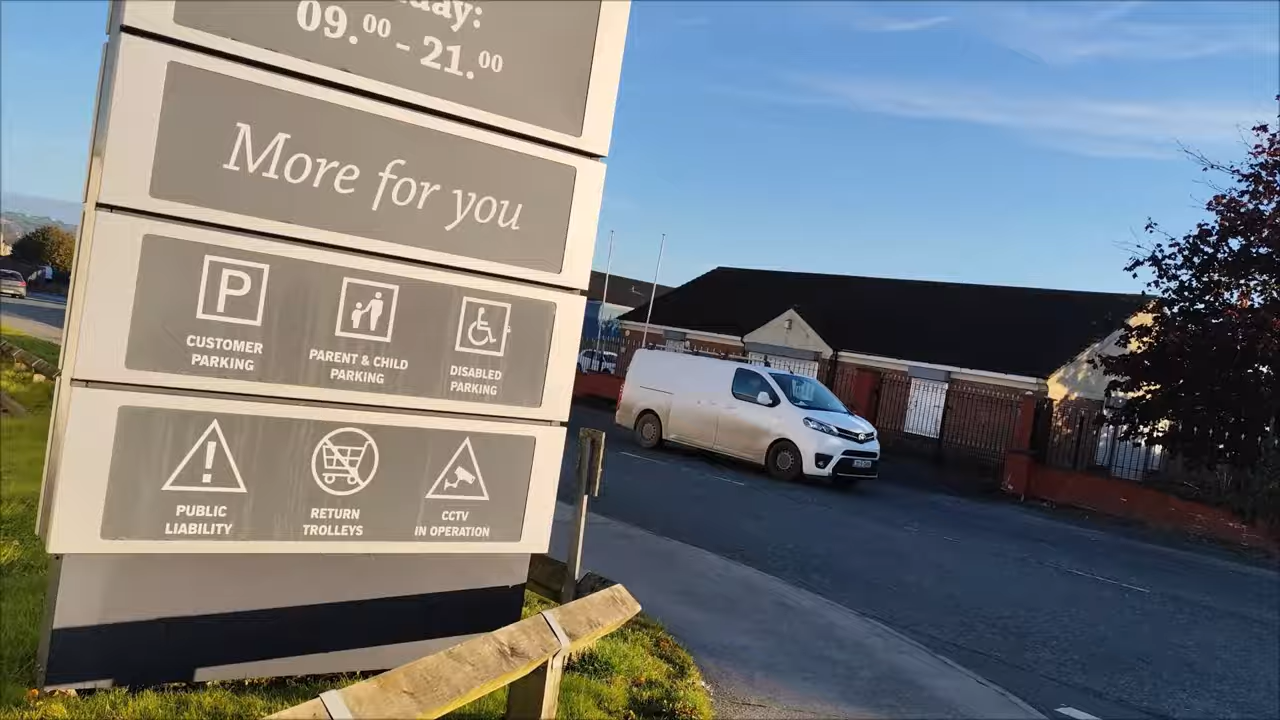 day:
09.00 – 21.00
More for you
P
CUSTOMER
PARKING
PARENT & CHILD
PARKING
DISABLED
PARKING
!
PUBLIC
LIABILITY
RETURN
TROLLEYS
CCTV
IN OPERATION